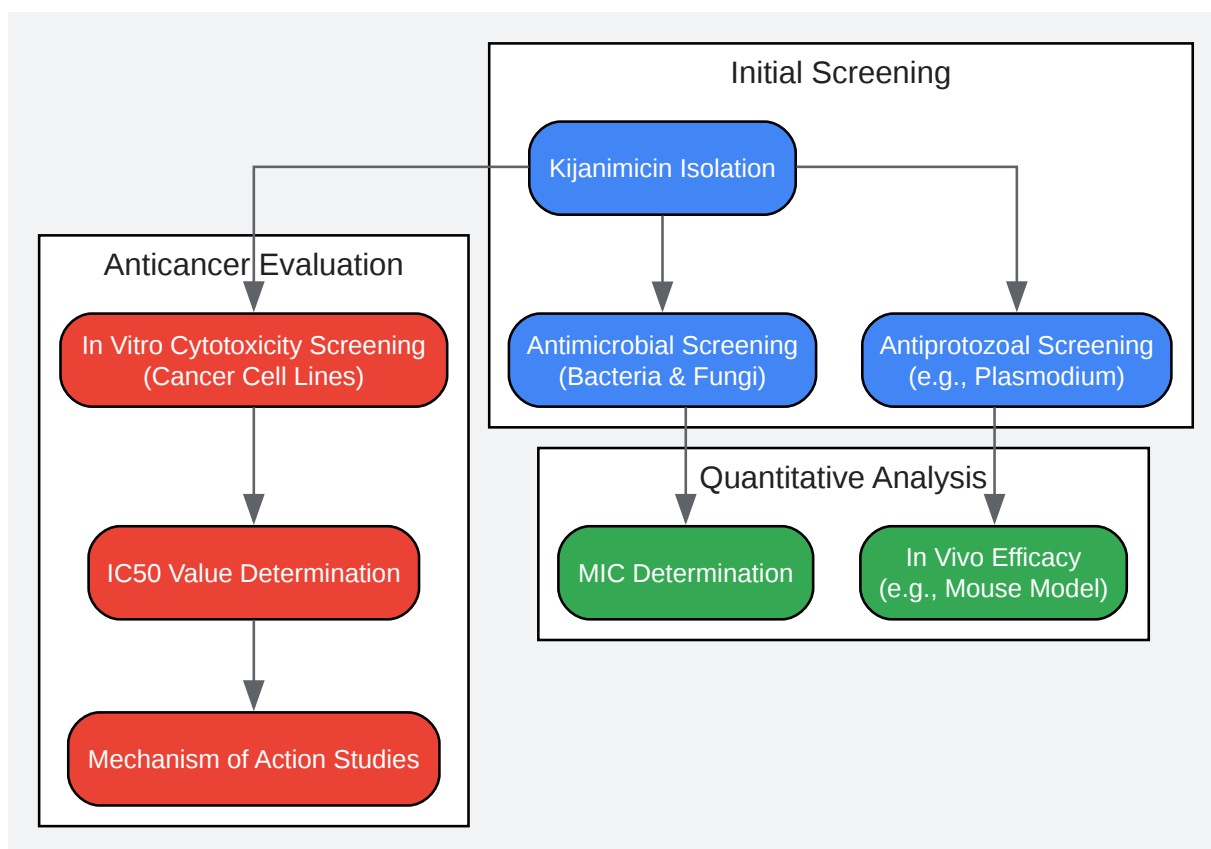 Initial Screening
Kijanimicin Isolation
Anticancer Evaluation
In Vitro Cytotoxicity Screening
(Cancer Cell Lines)
Antimicrobial Screening
(Bacteria & Fungi)
Antiprotozoal Screening
(e.g., Plasmodium)
Quantitative Analysis
IC50 Value Determination
MIC Determination
In Vivo Efficacy
(e.g., Mouse Model)
Mechanism of Action Studies